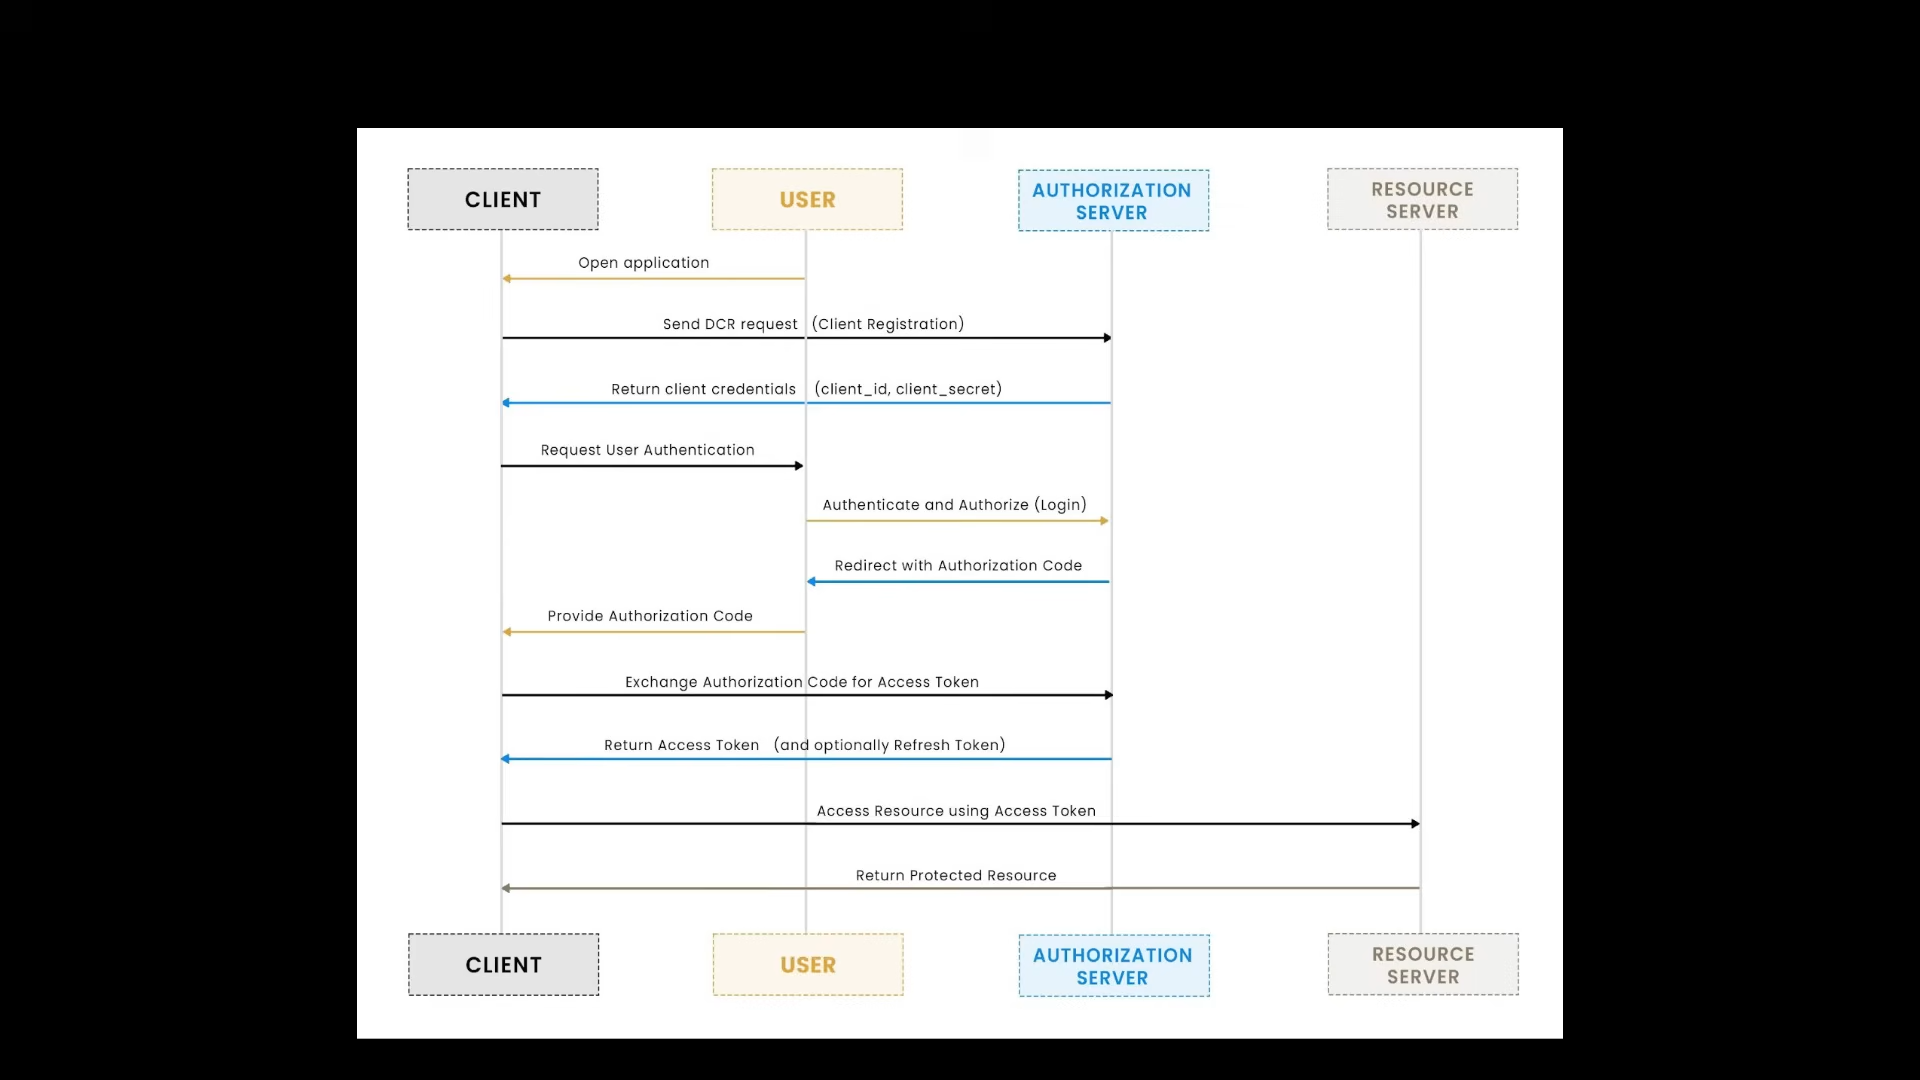 CLIENT
USER
AUTHORIZATION
SERVER
RESOURCE
SERVER
Open application
Send DCR request (Client Registration)
Return client credentials (client_id, client_secret)
Request User Authentication
Authenticate and Authorize (Login)
Redirect with Authorization Code
Provide Authorization Code
Exchange Authorization Code for Access Token
Return Access Token (and optionally Refresh Token)
Access Resource using Access Token
Return Protected Resource
CLIENT
USER
AUTHORIZATION
SERVER
RESOURCE
SERVER